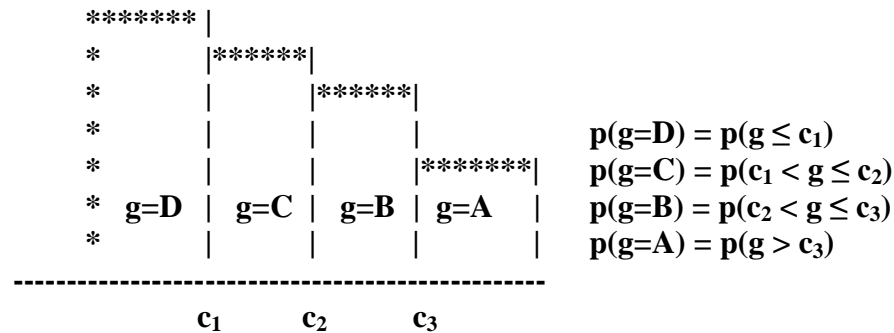 ******* |
* |****** |
* | |****** |
* | | | p(g=D) = p(g ≤ c₁)
* | | |******* | p(g=C) = p(c₁ < g ≤ c₂)
* g=D | g=C | g=B | g=A | p(g=B) = p(c₂ < g ≤ c₃)
* | | | | p(g=A) = p(g > c₃)
---------------------------------------------------
c₁ c₂ c₃